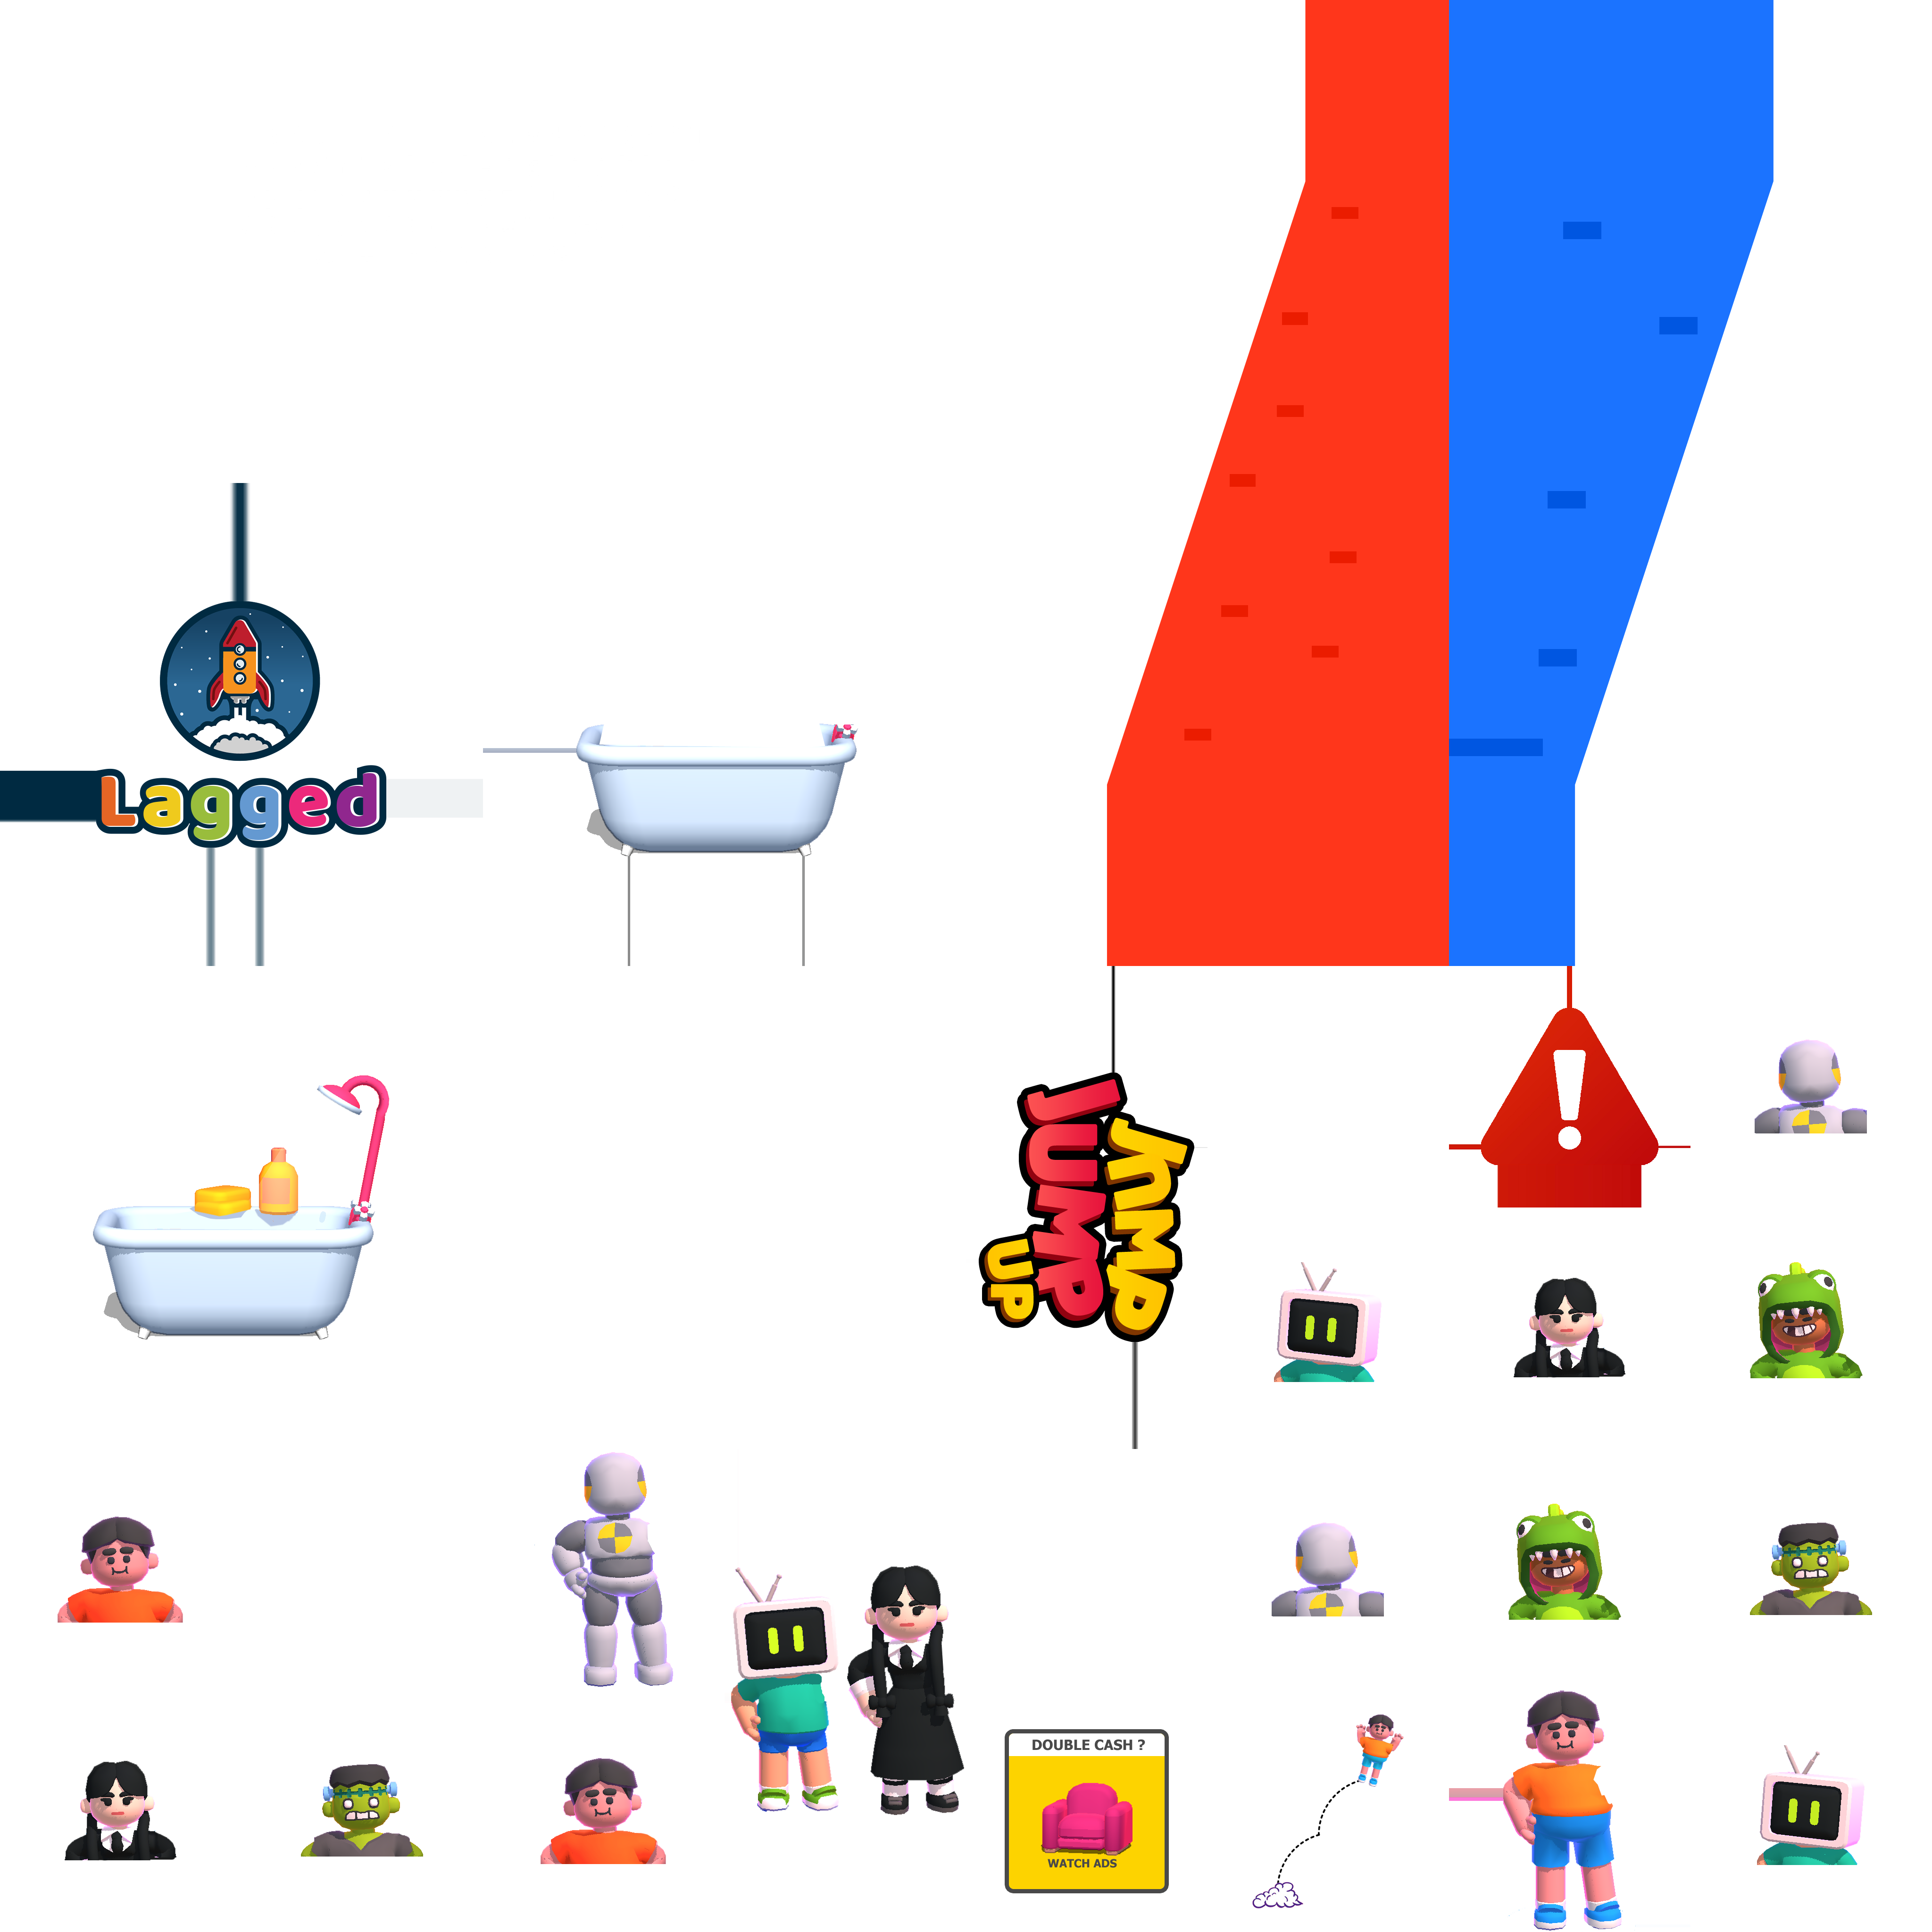 Lagged
JUMP
JUMP
UP
!
DOUBLE CASH ?
WATCH ADS